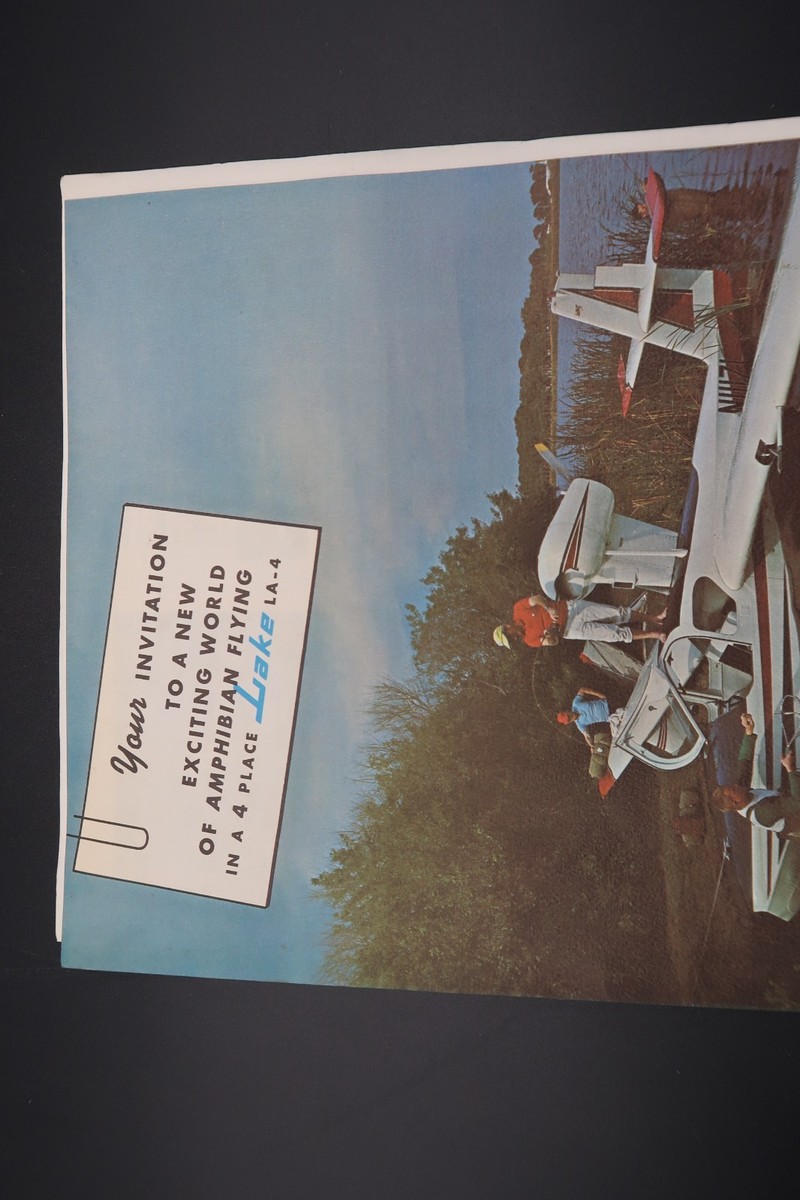 Your INVITATION
TO A NEW
EXCITING WORLD
OF AMPHIBIAN FLYING
IN A 4 PLACE Lake LA-4